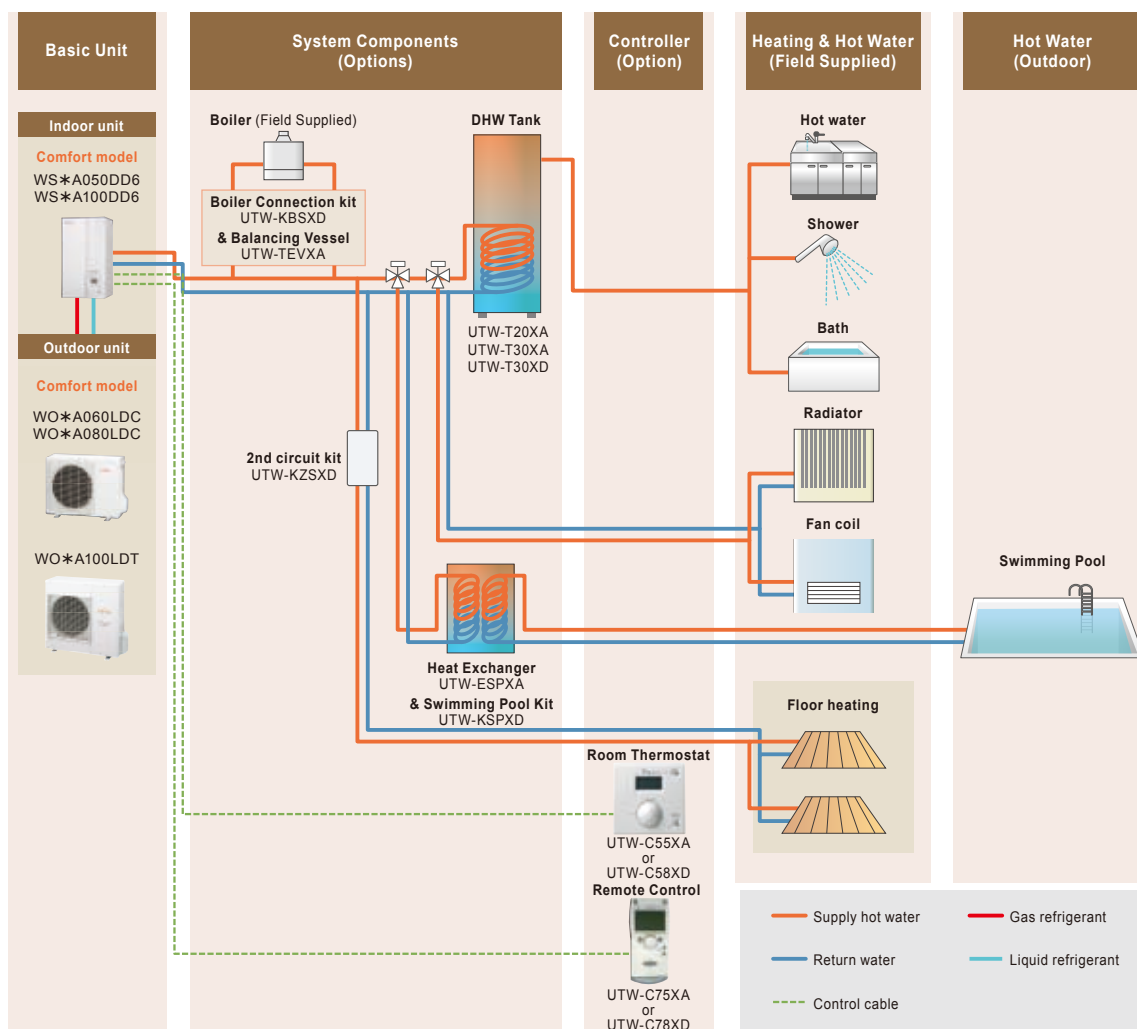 Basic Unit
System Components
(Options)
Controller
(Option)
Heating & Hot Water
(Field Supplied)
Hot Water
(Outdoor)
Indoor unit
Comfort model
WS∗A050DD6
WS∗A100DD6
Outdoor unit
Comfort model
WO∗A060LDC
WO∗A080LDC
WO∗A100LDT
Boiler (Field Supplied)
Boiler Connection kit
UTW-KBSXD
& Balancing Vessel
UTW-TEVXA
DHW Tank
UTW-T20XA
UTW-T30XA
UTW-T30XD
2nd circuit kit
UTW-KZSXD
Heat Exchanger
UTW-ESPXA
& Swimming Pool Kit
UTW-KSPXD
Room Thermostat
UTW-C55XA
or
UTW-C58XD
Remote Control
UTW-C75XA
or
UTW-C78XD
Hot water
Shower
Bath
Radiator
Fan coil
Floor heating
Swimming Pool
Supply hot water
Gas refrigerant
Return water
Liquid refrigerant
Control cable